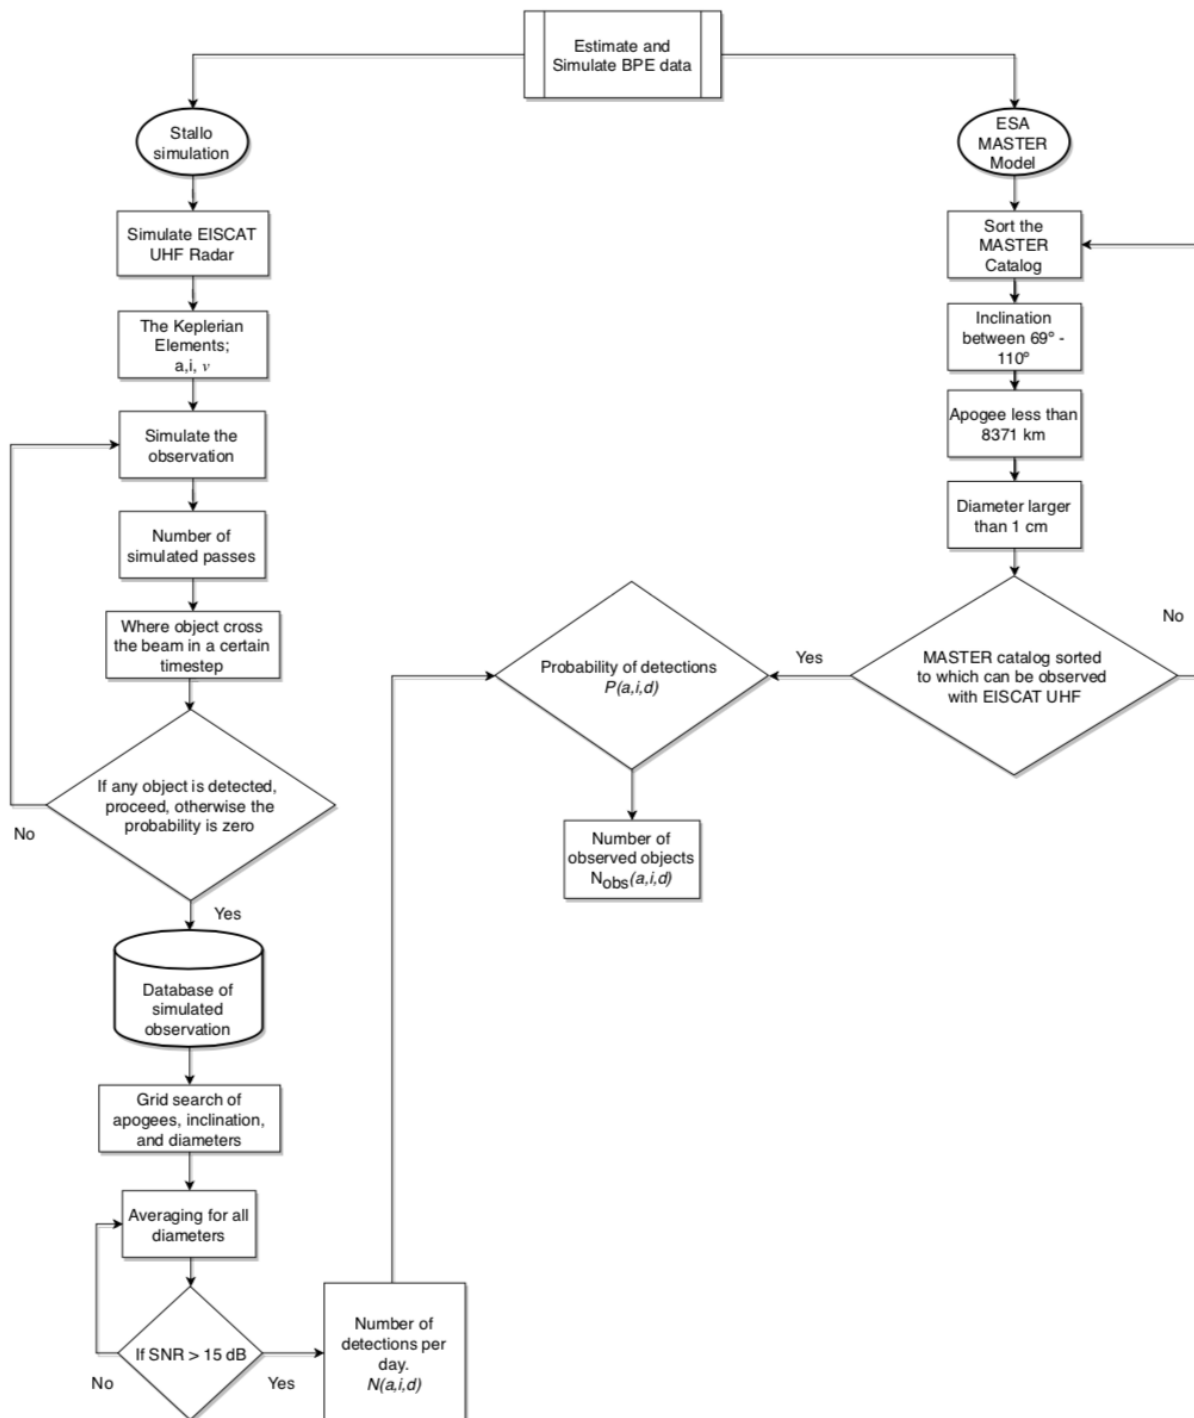 Estimate and
Simulate BPE data
Stallo
simulation
Simulate EISCAT
UHF Radar
The Keplerian
Elements;
a,i, v
Simulate the
observation
Number of
simulated passes
Where object cross
the beam in a certain
timestep
If any object is detected,
proceed, otherwise the
probability is zero
No
Yes
Database of
simulated
observation
Grid search of
apogees, inclination,
and diameters
Averaging for all
diameters
If SNR > 15 dB
No
Yes
Number of
detections per
day.
N(a,i,d)
ESA
MASTER
Model
Sort the
MASTER
Catalog
Inclination
between 69° -
110°
Apogee less than
8371 km
Diameter larger
than 1 cm
MASTER catalog sorted
to which can be observed
with EISCAT UHF
No
Yes
Probability of detections
P(a,i,d)
Number of
observed objects
Nobs(a,i,d)